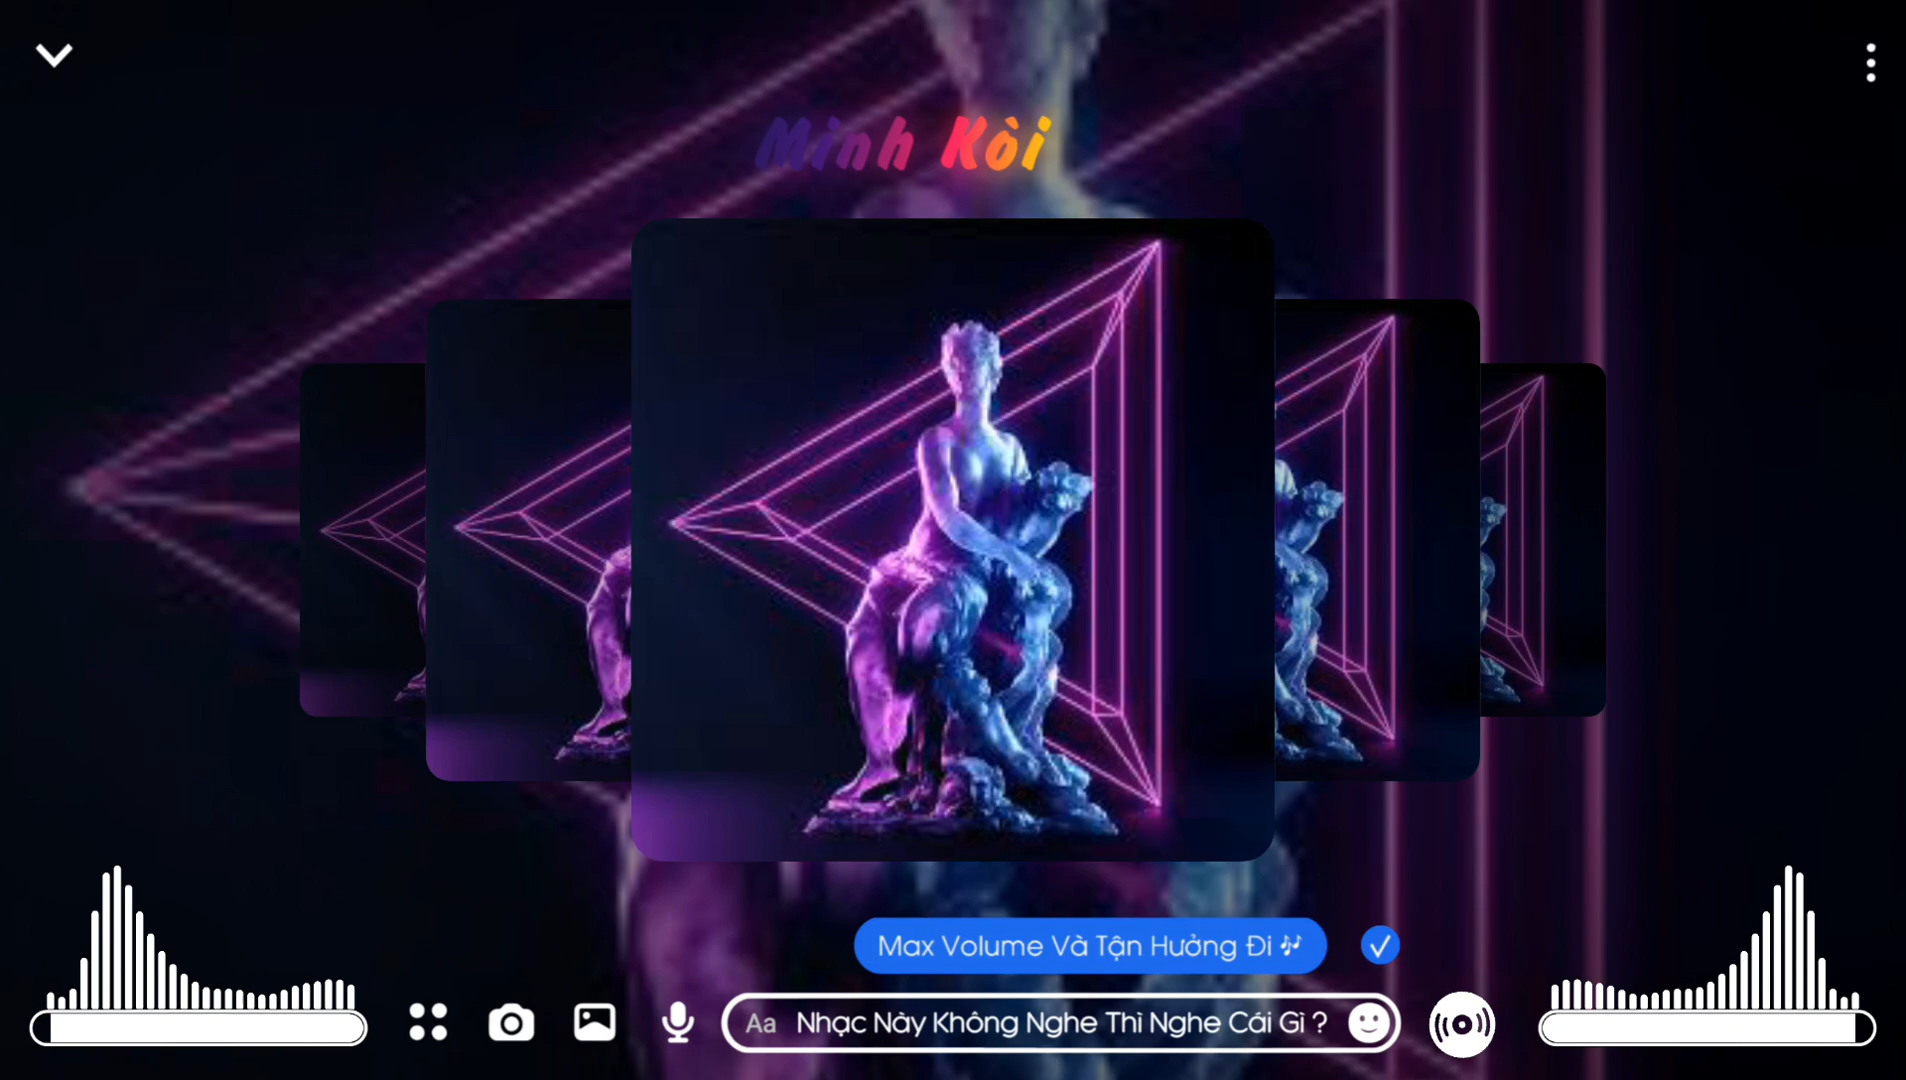 Minh Kòi
Max Volume Và Tận Hưởng Đi 🎶
Aa Nhạc Này Không Nghe Thì Nghe Cái Gì ?